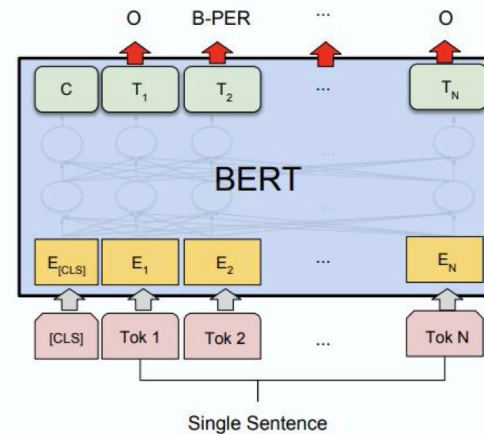 O B-PER ... O
C T1 T2 ... TN
...
BERT
...
E[CLS] E1 E2 ... EN
[CLS] Tok 1 Tok 2 ... Tok N
Single Sentence